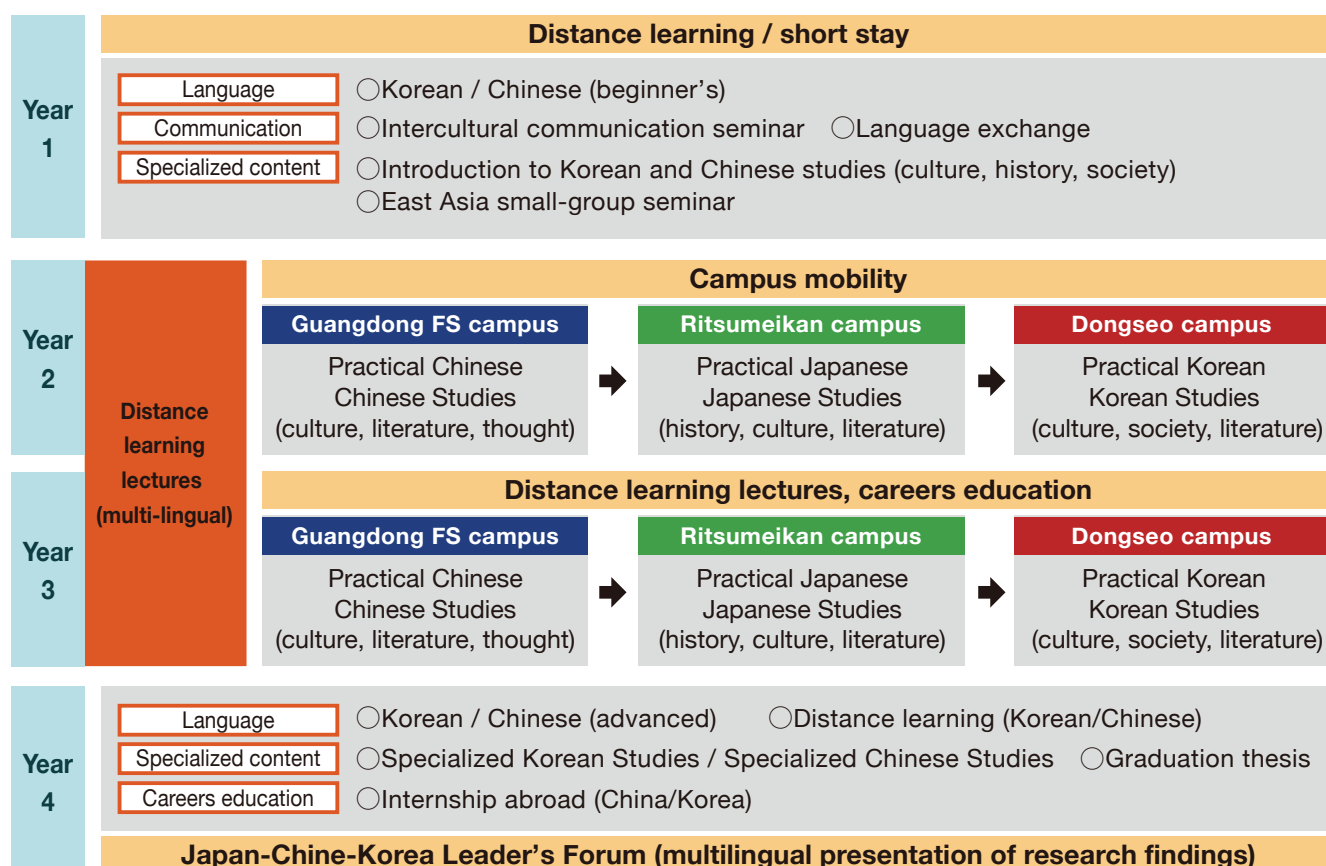 Year
1
Distance learning / short stay
Language
○Korean / Chinese (beginner's)
Communication
○Intercultural communication seminar ○Language exchange
Specialized content
○Introduction to Korean and Chinese studies (culture, history, society)
○East Asia small-group seminar
Year
2
Distance
learning
lectures
(multi-lingual)
Campus mobility
Guangdong FS campus
Practical Chinese
Chinese Studies
(culture, literature, thought)
Ritsumeikan campus
Practical Japanese
Japanese Studies
(history, culture, literature)
Dongseo campus
Practical Korean
Korean Studies
(culture, society, literature)
Year
3
Distance learning lectures, careers education
Guangdong FS campus
Practical Chinese
Chinese Studies
(culture, literature, thought)
Ritsumeikan campus
Practical Japanese
Japanese Studies
(history, culture, literature)
Dongseo campus
Practical Korean
Korean Studies
(culture, society, literature)
Year
4
Language
○Korean / Chinese (advanced) ○Distance learning (Korean/Chinese)
Specialized content
○Specialized Korean Studies / Specialized Chinese Studies ○Graduation thesis
Careers education
○Internship abroad (China/Korea)
Japan-Chine-Korea Leader's Forum (multilingual presentation of research findings)